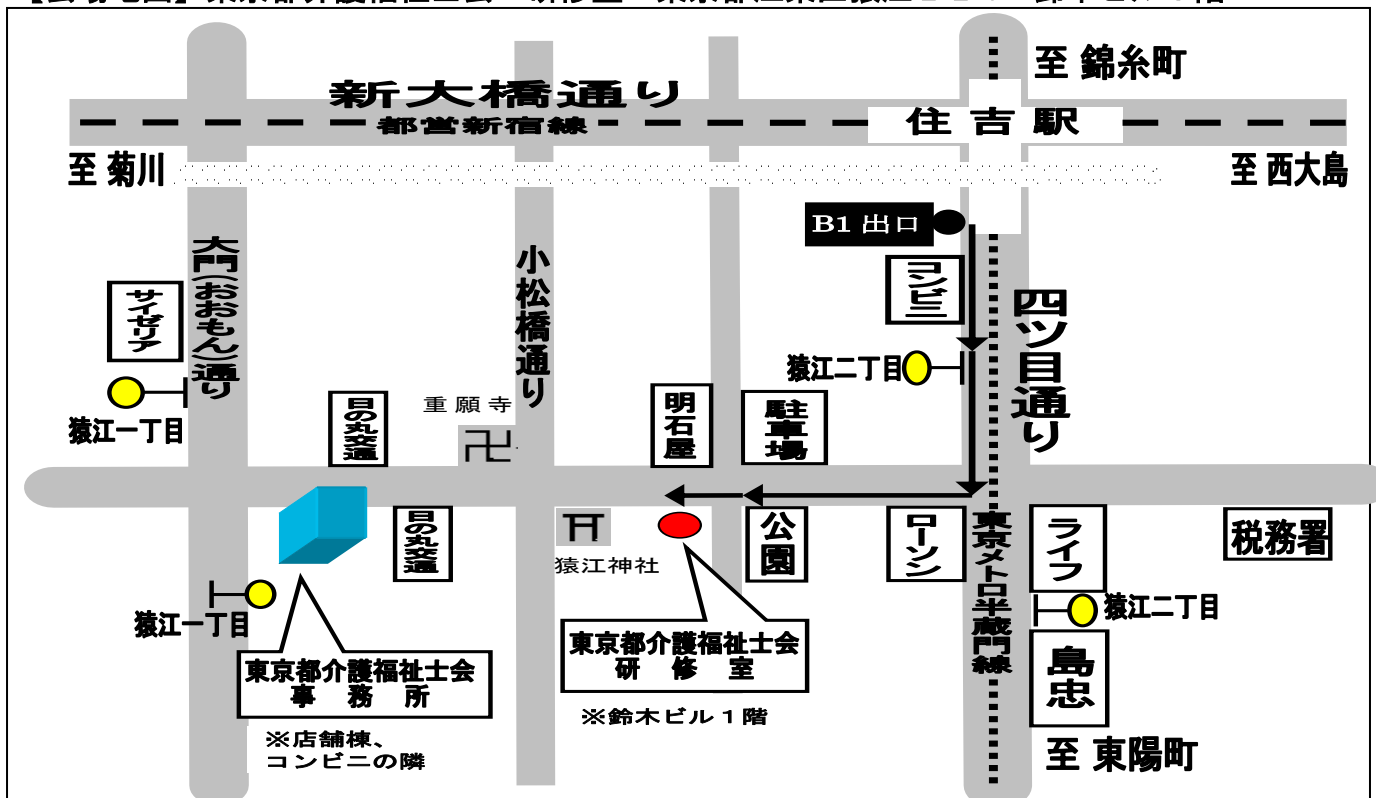 至 錦糸町
新大橋通り
都営新宿線
住吉駅
至 菊川
至 西大島
B1 出口
コンビニ
大門(おおもん)通り
小松橋通り
四ツ目通り
サイゼリア
猿江一丁目
猿江二丁目
日の丸交通
重願寺
卍
明石屋
駐車場
日の丸交通
猿江神社
公園
ローソン
東京メトロ半蔵門線
ライフ
税務署
猿江一丁目
猿江二丁目
東京都介護福祉士会
事務所
※店舗棟、
コンビニの隣
東京都介護福祉士会
研修室
※鈴木ビル1階
島忠
至 東陽町